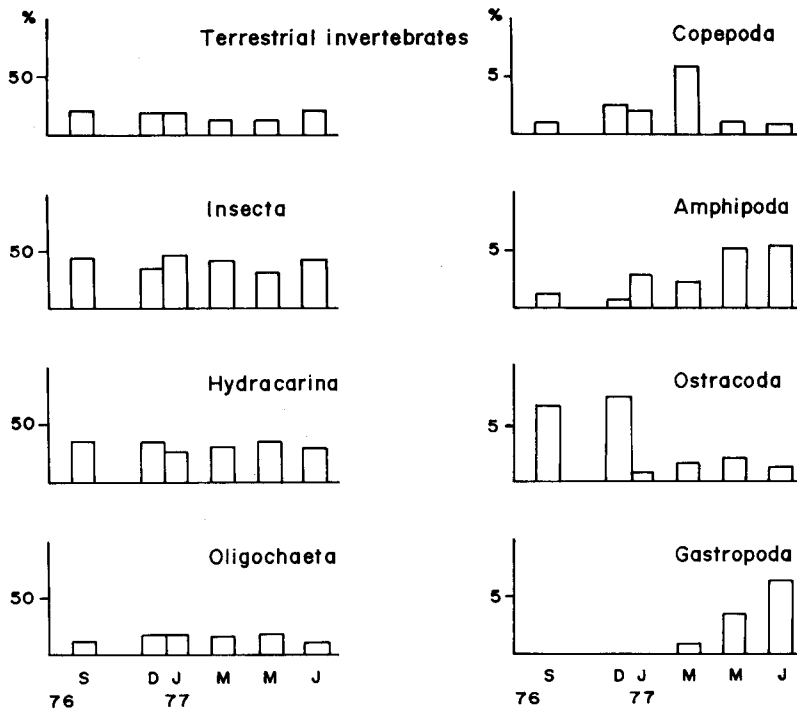 %
Terrestrial invertebrates
50
Insecta
50
Hydracarina
50
Oligochaeta
50
S D J M M J
76 77
%
Copepoda
5
Amphipoda
5
Ostracoda
5
Gastropoda
5
S D J M M J
76 77